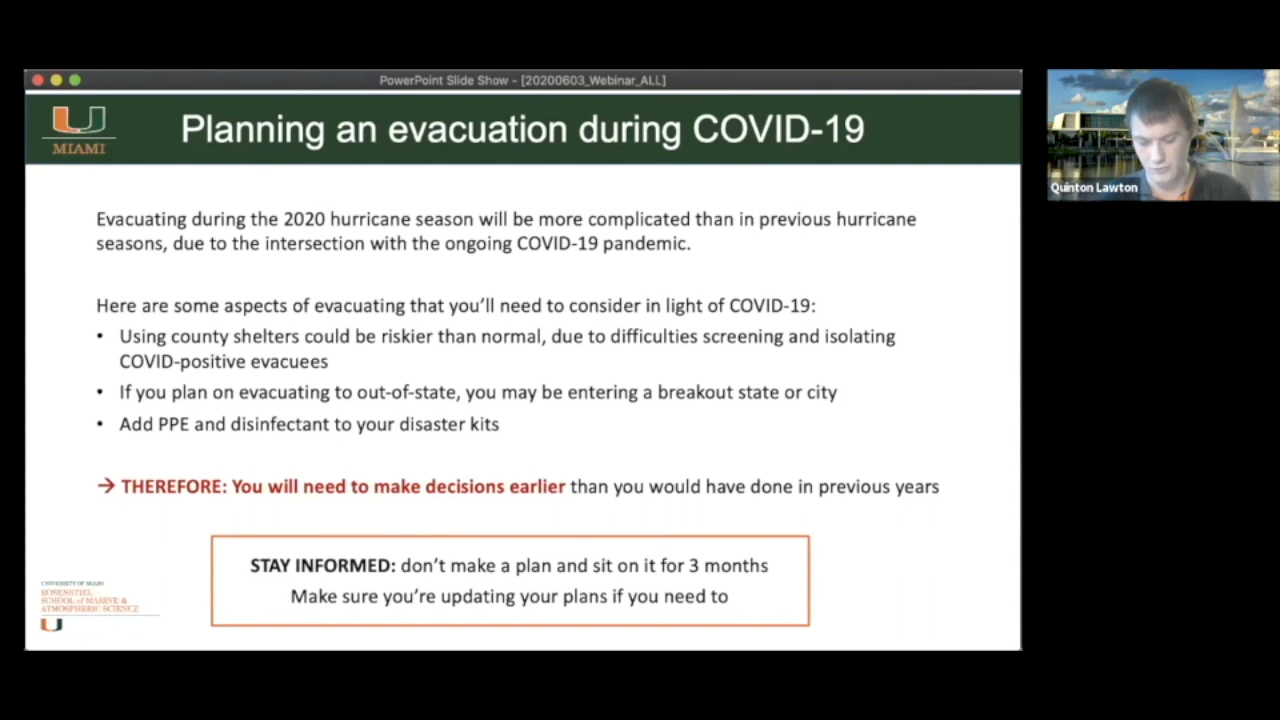 PowerPoint Slide Show - [20200603_Webinar_ALL]
MIAMI
Planning an evacuation during COVID-19
Quinton Lawton
Evacuating during the 2020 hurricane season will be more complicated than in previous hurricane
seasons, due to the intersection with the ongoing COVID-19 pandemic.
Here are some aspects of evacuating that you’ll need to consider in light of COVID-19:
• Using county shelters could be riskier than normal, due to difficulties screening and isolating
COVID-positive evacuees
• If you plan on evacuating to out-of-state, you may be entering a breakout state or city
• Add PPE and disinfectant to your disaster kits
→ THEREFORE: You will need to make decisions earlier than you would have done in previous years
STAY INFORMED: don’t make a plan and sit on it for 3 months
Make sure you’re updating your plans if you need to
UNIVERSITY OF MIAMI
ROSENSTIEL
SCHOOL of MARINE &
ATMOSPHERIC SCIENCE